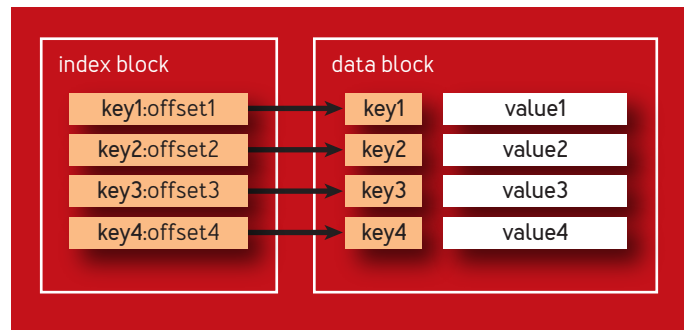 index block
data block
key1:offset1
key1
value1
key2:offset2
key2
value2
key3:offset3
key3
value3
key4:offset4
key4
value4